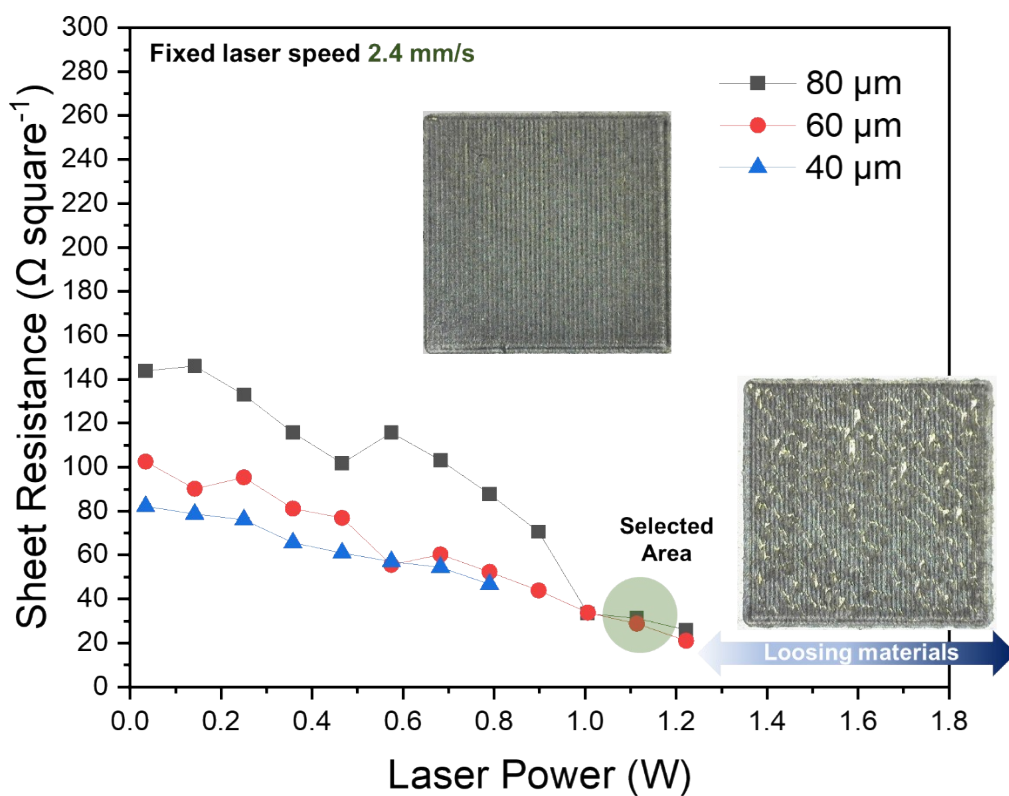 Fixed laser speed 2.4 mm/s
80 µm
60 µm
40 µm
300
280
260
240
220
200
180
160
140
120
100
80
60
40
20
0
Sheet Resistance (Ω square⁻¹)
Selected
Area
Loosing materials
0.0 0.2 0.4 0.6 0.8 1.0 1.2 1.4 1.6 1.8
Laser Power (W)